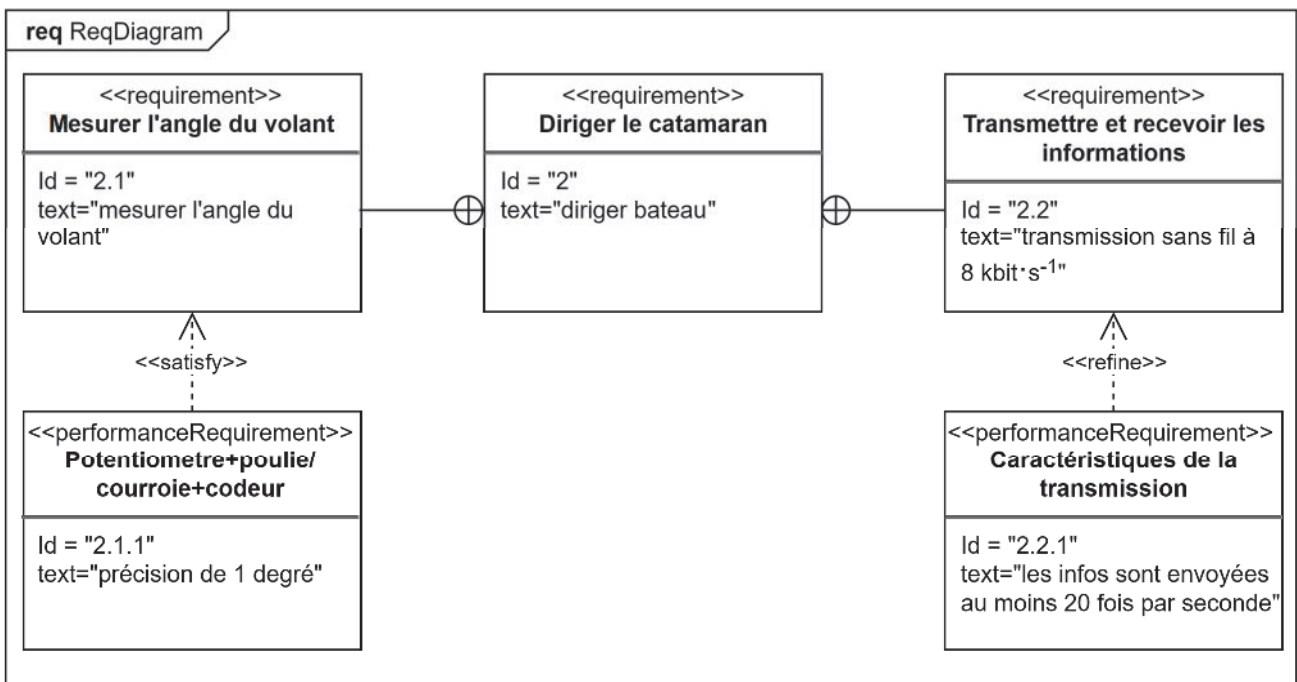 req ReqDiagram
<<requirement>>
Mesurer l'angle du volant
Id = "2.1"
text="mesurer l'angle du
volant"
<<requirement>>
Diriger le catamaran
Id = "2"
text="diriger bateau"
<<requirement>>
Transmettre et recevoir les
informations
Id = "2.2"
text="transmission sans fil à
8 kbit·s⁻¹"
<<satisfy>>
<<refine>>
<<performanceRequirement>>
Potentiometre+poulie/
courroie+codeur
Id = "2.1.1"
text="précision de 1 degré"
<<performanceRequirement>>
Caractéristiques de la
transmission
Id = "2.2.1"
text="les infos sont envoyées
au moins 20 fois par seconde"